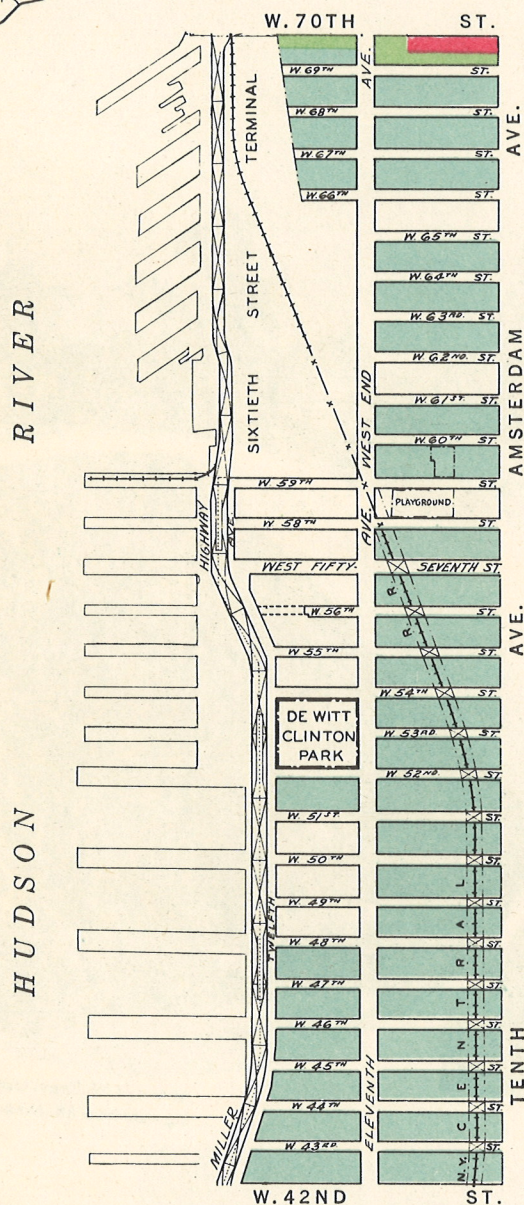 W. 70TH ST.
AVE.
W. 69TH ST.
W. 68TH ST.
W. 67TH ST.
W. 66TH ST.
W. 65TH ST.
W. 64TH ST.
W. 63RD. ST.
W. 62ND. ST.
W. 61ST. ST.
W. 60TH ST.
SIXTIETH STREET TERMINAL
WEST END
AVE.
AMSTERDAM AVE.
HUDSON RIVER
W. 59TH ST.
PLAYGROUND
W. 58TH ST.
HIGHWAY
AVE.
WEST FIFTY-SEVENTH ST.
R. R.
W. 56TH ST.
W. 55TH ST.
W. 54TH ST.
DE WITT
CLINTON
PARK
W. 53RD ST.
W. 52ND. ST.
W. 51ST. ST.
W. 50TH ST.
W. 49TH ST.
TWELFTH
W. 48TH ST.
W. 47TH ST.
W. 46TH ST.
W. 45TH ST.
W. 44TH ST.
W. 43RD. ST.
MILLER
ELEVENTH
N.Y. CENTRAL
TENTH AVE.
W. 42ND ST.